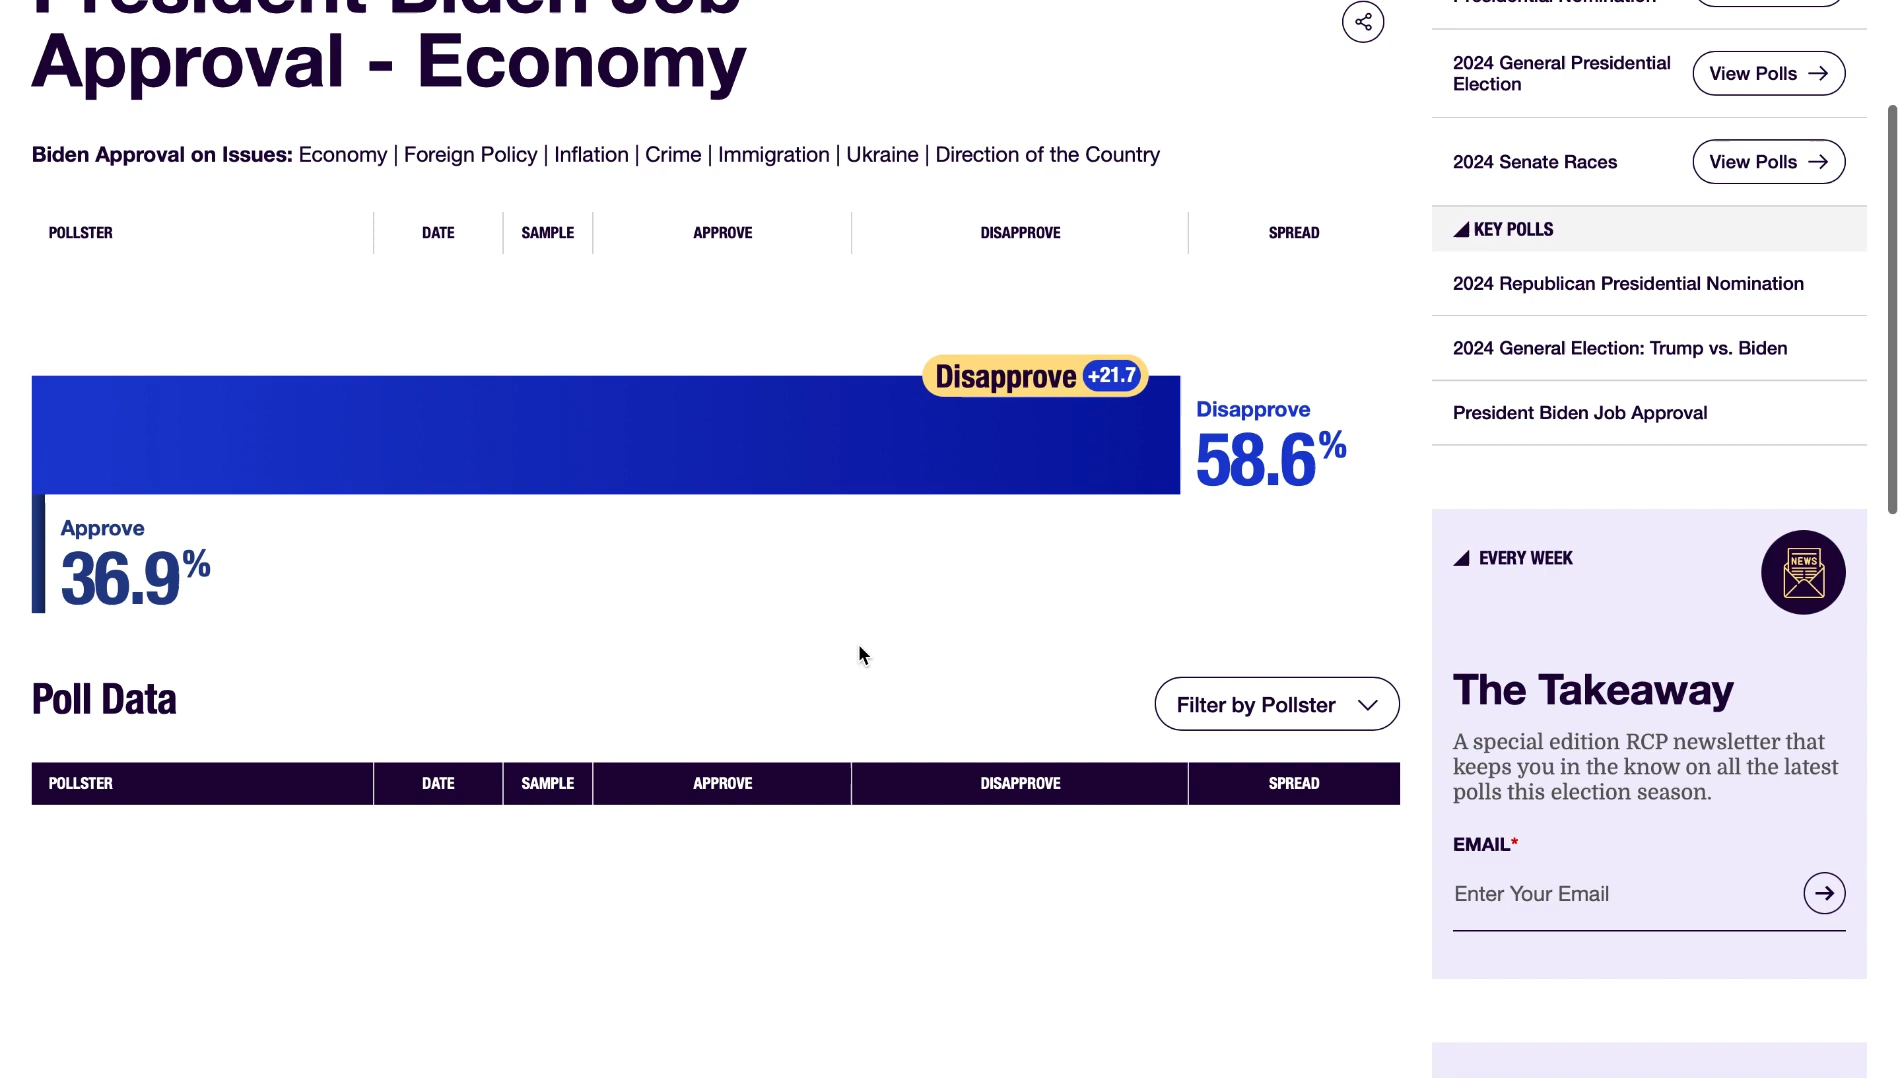 President Biden Job
Approval - Economy
Biden Approval on Issues: Economy | Foreign Policy | Inflation | Crime | Immigration | Ukraine | Direction of the Country
POLLSTER DATE SAMPLE APPROVE DISAPPROVE SPREAD
Disapprove +21.7
Disapprove
58.6%
Approve
36.9%
Poll Data
Filter by Pollster
POLLSTER DATE SAMPLE APPROVE DISAPPROVE SPREAD
Presidential Nomination
2024 General Presidential
Election
View Polls
2024 Senate Races
View Polls
KEY POLLS
2024 Republican Presidential Nomination
2024 General Election: Trump vs. Biden
President Biden Job Approval
EVERY WEEK
NEWS
The Takeaway
A special edition RCP newsletter that
keeps you in the know on all the latest
polls this election season.
EMAIL*
Enter Your Email